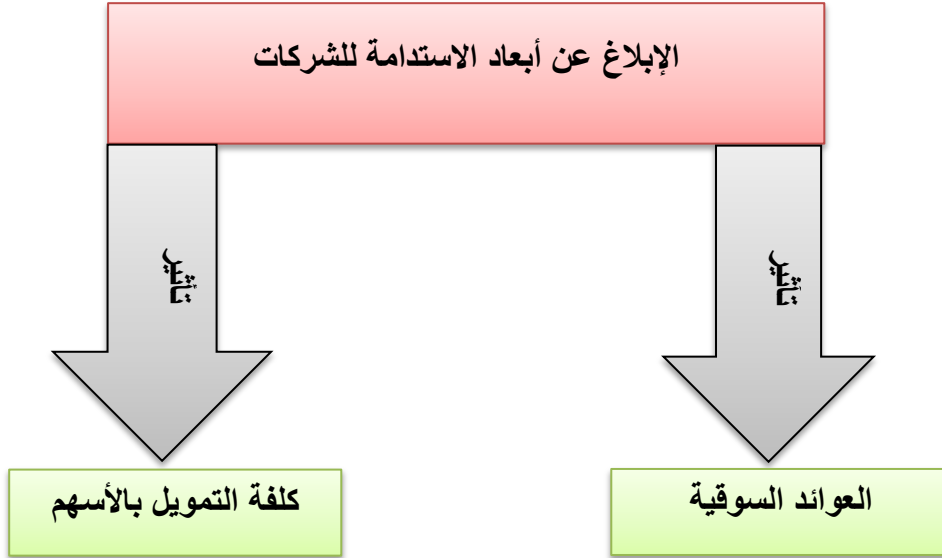 الإبلاغ عن أبعاد الاستدامة للشركات
تأثير
تأثير
العوائد السوقية
كلفة التمويل بالأسهم